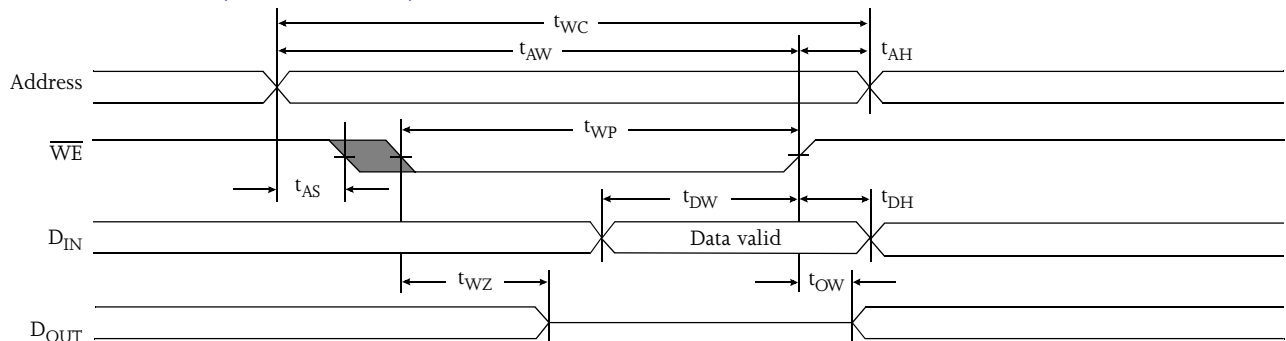 tWC
tAW
tAH
Address
tWP
WE
tAS
tDW
tDH
DIN
Data valid
tWZ
tOW
DOUT